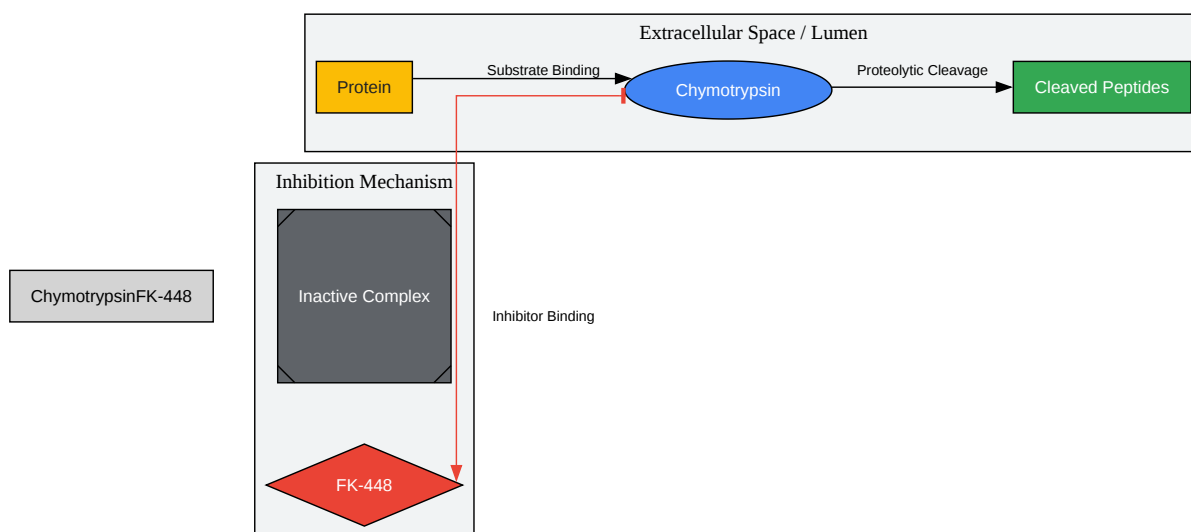 Extracellular Space / Lumen
Protein
Substrate Binding
Chymotrypsin
Proteolytic Cleavage
Cleaved Peptides
Inhibition Mechanism
Inactive Complex
ChymotrypsinFK-448
Inhibitor Binding
FK-448